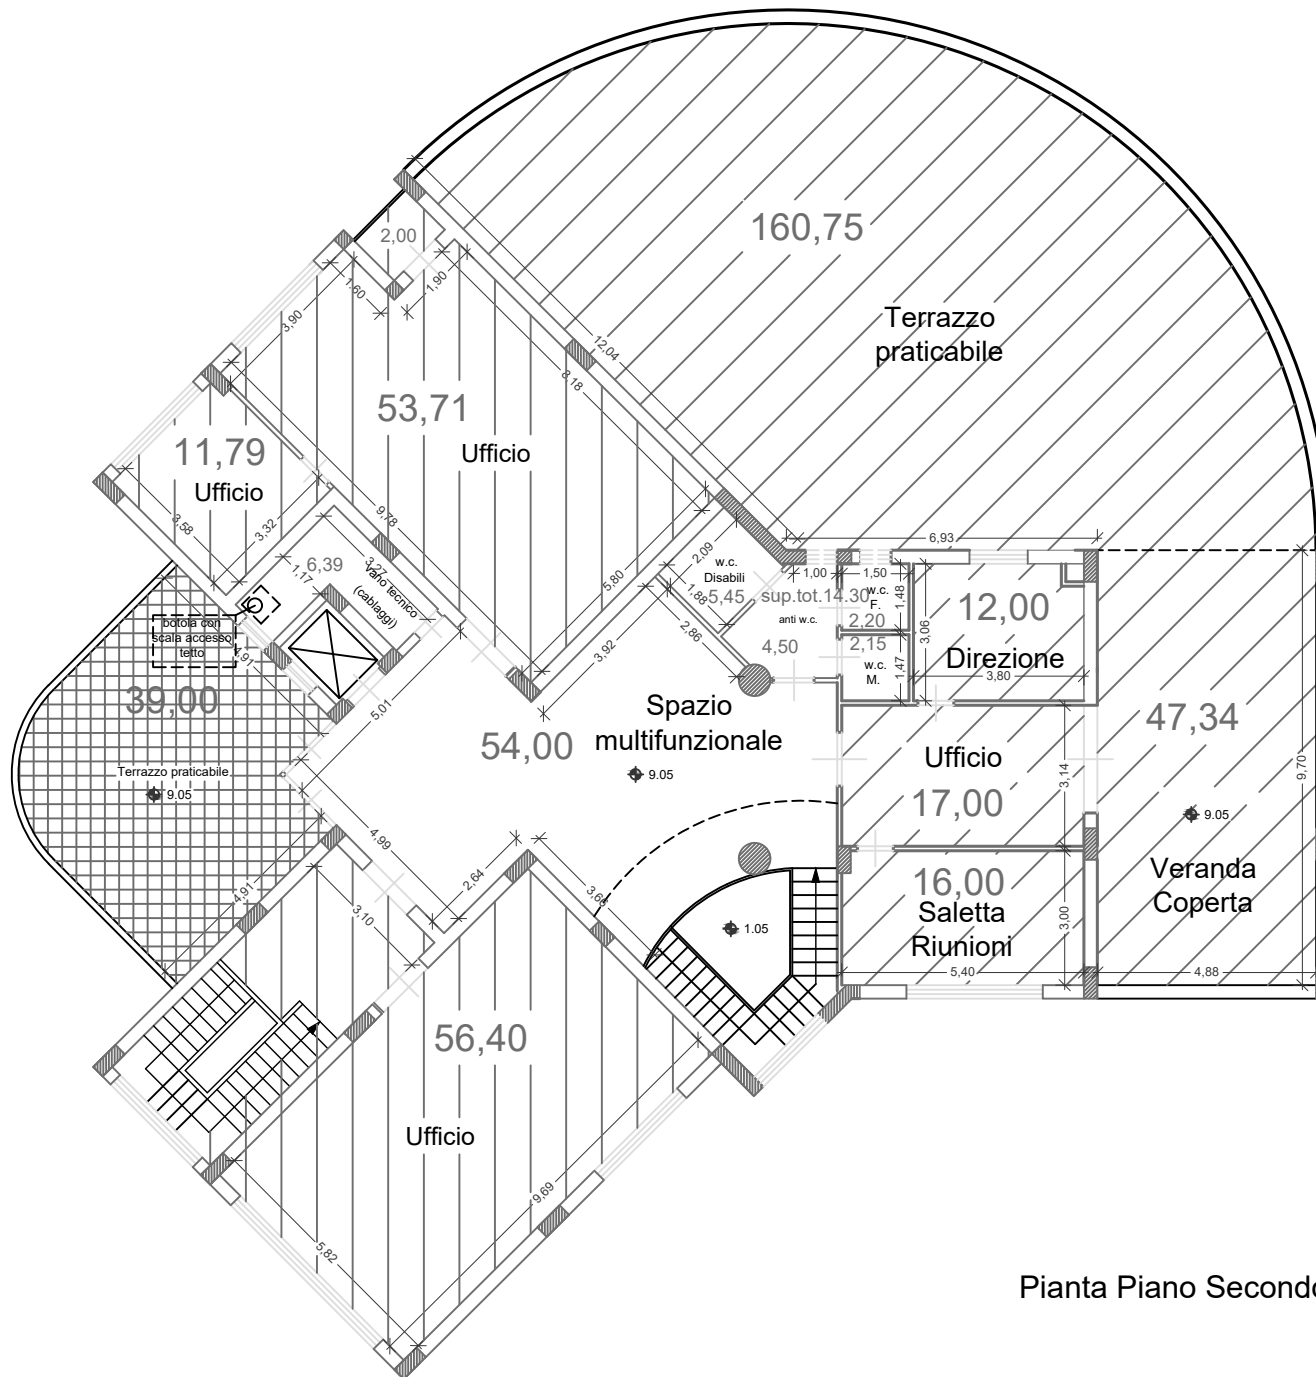 160,75
Terrazzo
praticabile
2,00
1,60
1,90
3,90
12,04
8,18
53,71
Ufficio
11,79
Ufficio
3,58
3,32
9,78
5,80
6,39
1,17
3,27
vano tecnico
(cablaggi)
botola con
scala accesso
tetto
4,91
39,00
Terrazzo praticabile
9.05
5,01
4,99
4,91
3,10
2,64
3,66
54,00
Spazio
multifunzionale
9.05
3,92
2,86
2,09
1,88
w.c.
Disabili
5,45
sup.tot.14.30
anti w.c.
4,50
1,00
1,50
6,93
w.c.
F.
1,48
2,20
2,15
w.c.
M.
1,47
3,06
12,00
Direzione
3,80
Ufficio
17,00
3,14
16,00
Saletta
Riunioni
3,00
5,40
47,34
9.05
9,70
Veranda
Coperta
4,88
1.05
56,40
Ufficio
5,82
9,69
Pianta Piano Secondo